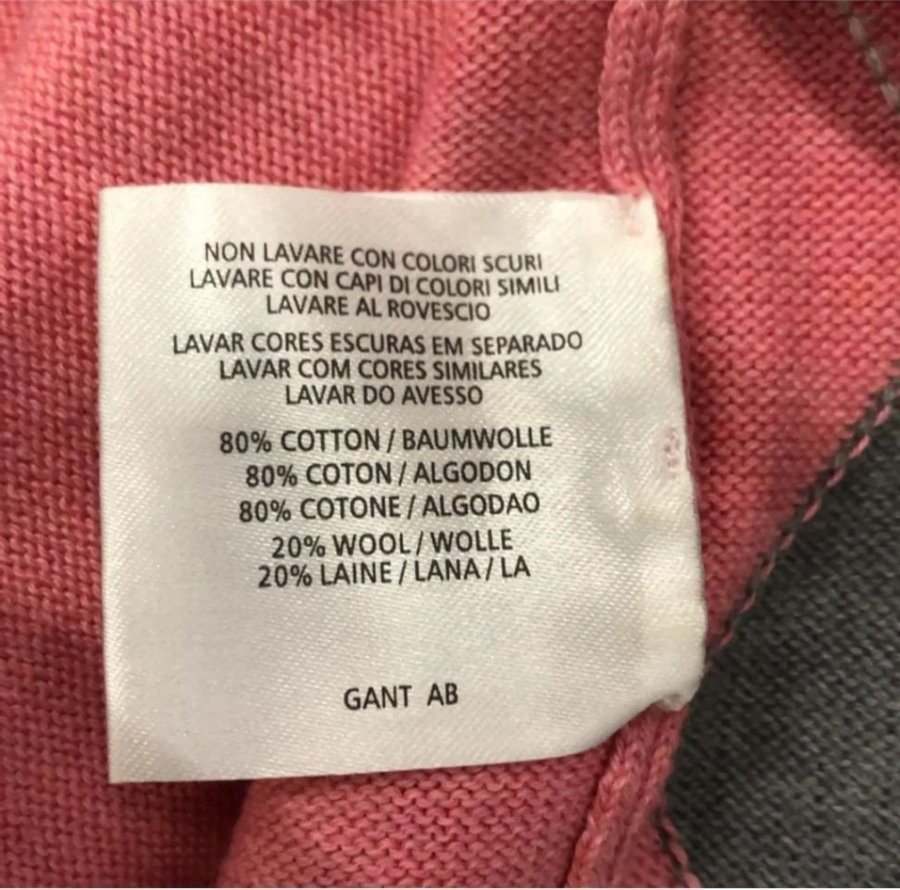 NON LAVARE CON COLORI SCURI
LAVARE CON CAPI DI COLORI SIMILI
LAVARE AL ROVESCIO
LAVAR CORES ESCURAS EM SEPARADO
LAVAR COM CORES SIMILARES
LAVAR DO AVESSO
80% COTTON / BAUMWOLLE
80% COTON / ALGODON
80% COTONE / ALGODAO
20% WOOL / WOLLE
20% LAINE / LANA / LA
GANT AB